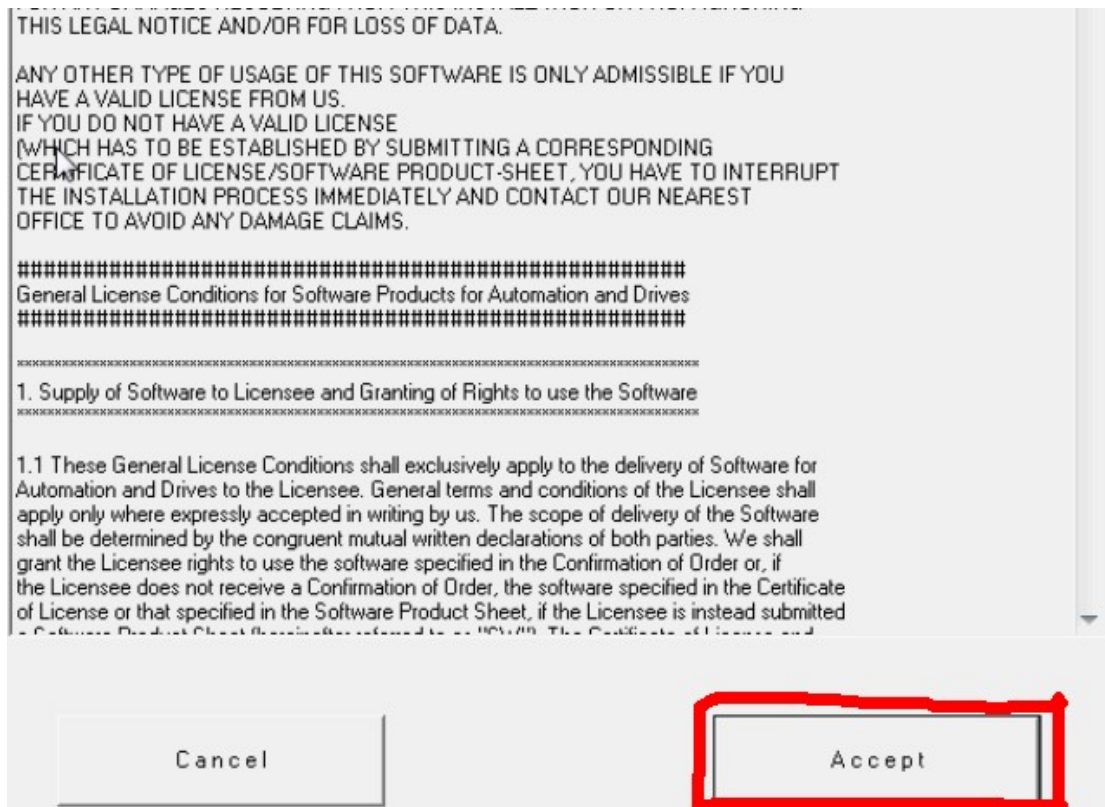 THIS LEGAL NOTICE AND/OR FOR LOSS OF DATA.
ANY OTHER TYPE OF USAGE OF THIS SOFTWARE IS ONLY ADMISSIBLE IF YOU
HAVE A VALID LICENSE FROM US.
IF YOU DO NOT HAVE A VALID LICENSE
(WHICH HAS TO BE ESTABLISHED BY SUBMITTING A CORRESPONDING
CERTIFICATE OF LICENSE/SOFTWARE PRODUCT-SHEET, YOU HAVE TO INTERRUPT
THE INSTALLATION PROCESS IMMEDIATELY AND CONTACT OUR NEAREST
OFFICE TO AVOID ANY DAMAGE CLAIMS.
###################################################
General License Conditions for Software Products for Automation and Drives
###################################################
*******************************************************************************************
1. Supply of Software to Licensee and Granting of Rights to use the Software
*******************************************************************************************
1.1 These General License Conditions shall exclusively apply to the delivery of Software for
Automation and Drives to the Licensee. General terms and conditions of the Licensee shall
apply only where expressly accepted in writing by us. The scope of delivery of the Software
shall be determined by the congruent mutual written declarations of both parties. We shall
grant the Licensee rights to use the software specified in the Confirmation of Order or, if
the Licensee does not receive a Confirmation of Order, the software specified in the Certificate
of License or that specified in the Software Product Sheet, if the Licensee is instead submitted
Cancel
Accept